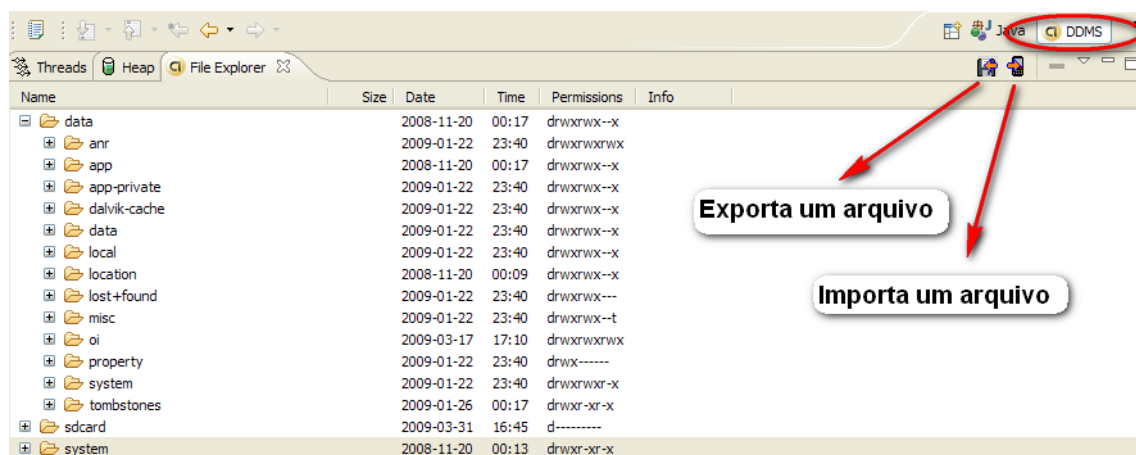 Java DDMS
Threads Heap File Explorer
Name Size Date Time Permissions Info
data 2008-11-20 00:17 drwxrwx--x
anr 2009-01-22 23:40 drwxrwxrwx
app 2008-11-20 00:17 drwxrwx--x
app-private 2009-01-22 23:40 drwxrwx--x
dalvik-cache 2009-01-22 23:40 drwxrwx--x
data 2009-01-22 23:40 drwxrwx--x
local 2009-01-22 23:40 drwxrwx--x
location 2008-11-20 00:09 drwxrwx--x
lost+found 2009-01-22 23:40 drwxrwx---
misc 2009-01-22 23:40 drwxrwx--t
oi 2009-03-17 17:10 drwxrwxrwx
property 2009-01-22 23:40 drwx------
system 2009-01-22 23:40 drwxrwxr-x
tombstones 2009-01-26 00:17 drwxr-xr-x
sdcard 2009-03-31 16:45 d---------
system 2008-11-20 00:13 drwxr-xr-x
Exporta um arquivo
Importa um arquivo